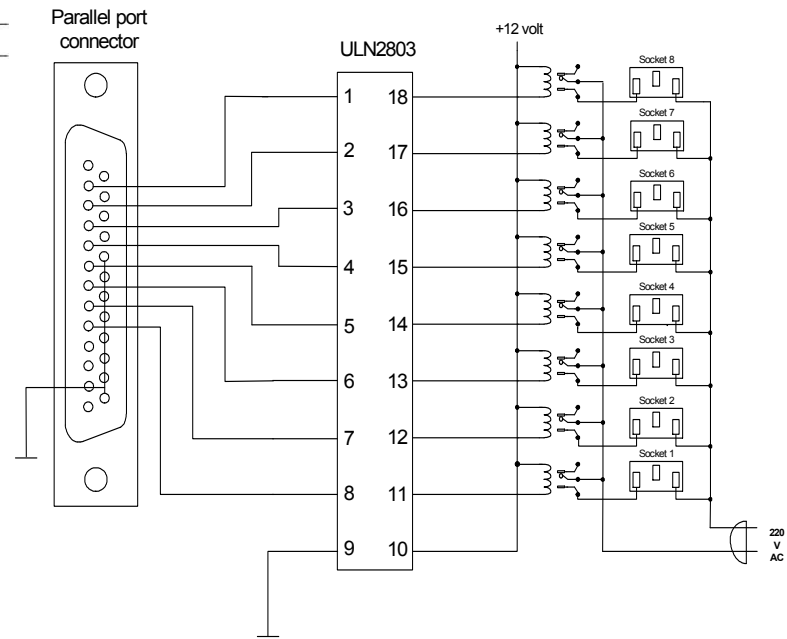 Parallel port
connector
ULN2803
+12 volt
1
2
3
4
5
6
7
8
9
18
17
16
15
14
13
12
11
10
Socket 8
Socket 7
Socket 6
Socket 5
Socket 4
Socket 3
Socket 2
Socket 1
220
V
AC